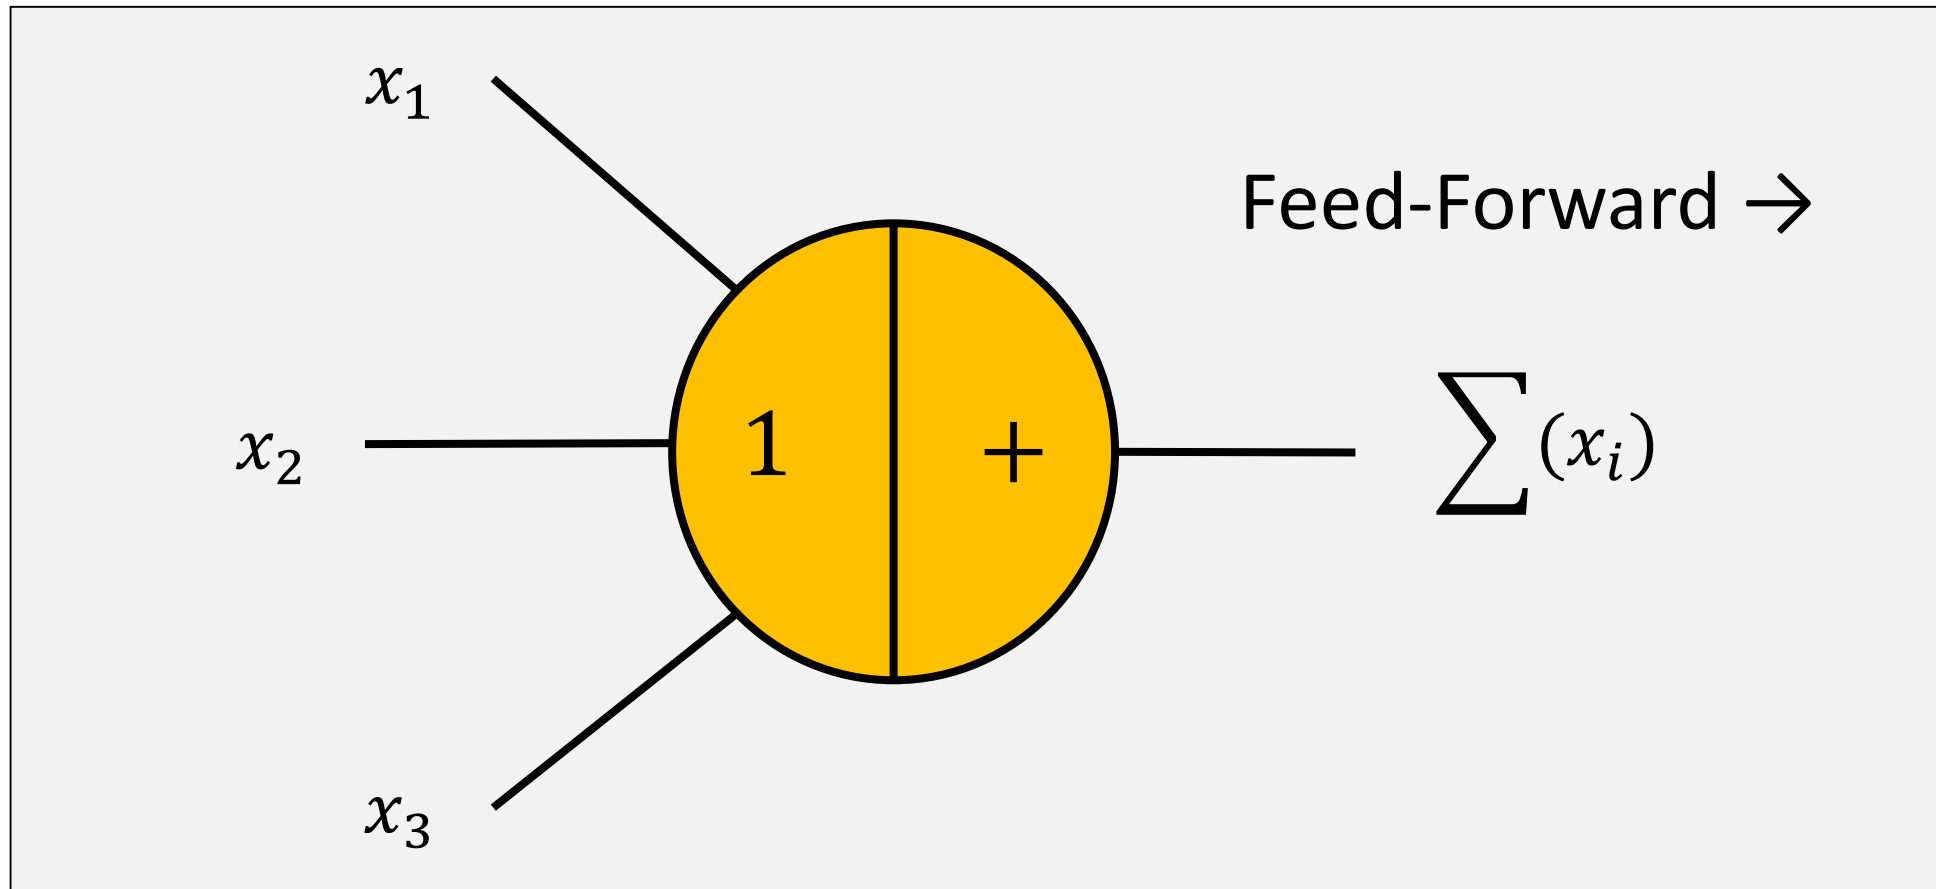 x₁
Feed-Forward →
x₂
1
+
∑(xᵢ)
x₃